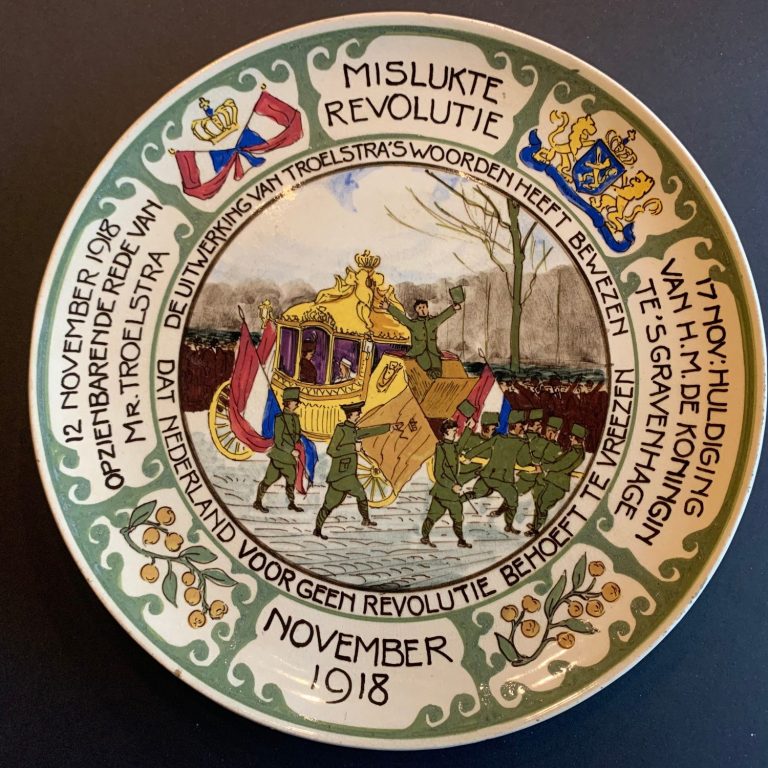 MISLUKTE
REVOLUTIE
17 NOV: HULDIGING
VAN H.M. DE KONINGIN
TE 'S GRAVENHAGE
NOVEMBER
1918
12 NOVEMBER 1918
OPZIENBARENDE REDE VAN
MR. TROELSTRA
DE UITWERKING VAN TROELSTRA'S WOORDEN HEEFT BEWEZEN
DAT NEDERLAND VOOR GEEN REVOLUTIE BEHOEFT TE VREEZEN